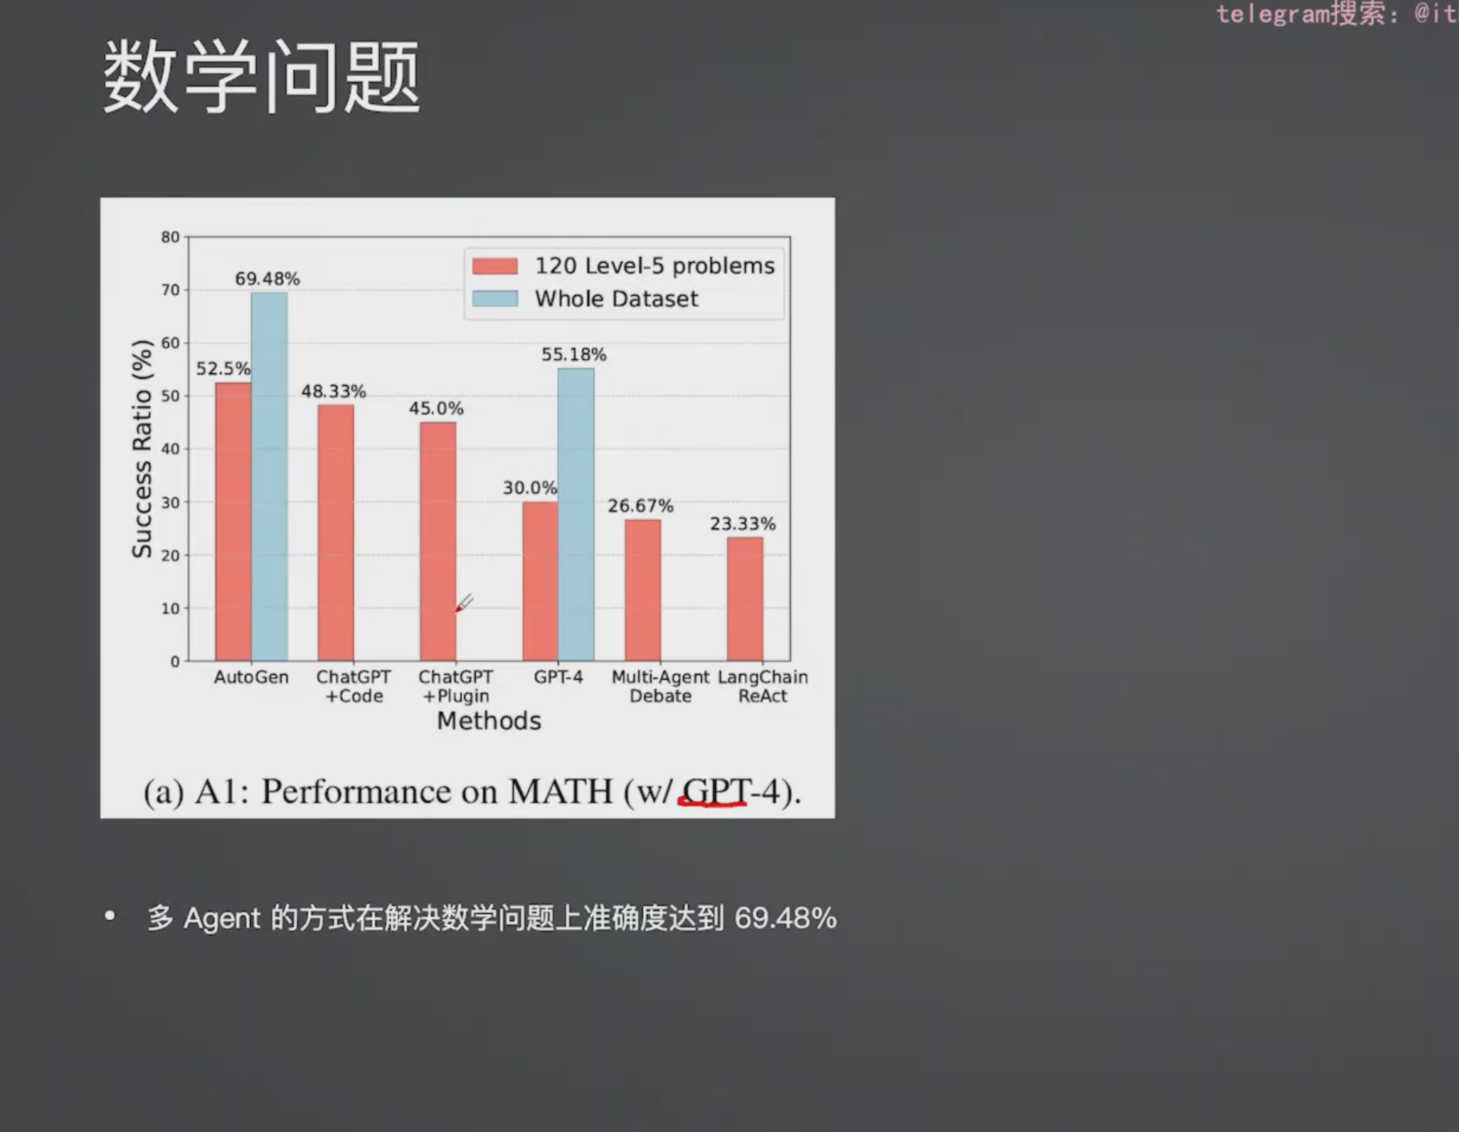 telegram搜索：@it
数学问题
80
70
60
50
40
30
20
10
0
Success Ratio (%)
120 Level-5 problems
Whole Dataset
69.48%
52.5%
48.33%
45.0%
55.18%
30.0%
26.67%
23.33%
AutoGen
ChatGPT
+Code
ChatGPT
+Plugin
GPT-4
Multi-Agent
Debate
LangChain
ReAct
Methods
(a) A1: Performance on MATH (w/ GPT-4).
• 多 Agent 的方式在解决数学问题上准确度达到 69.48%